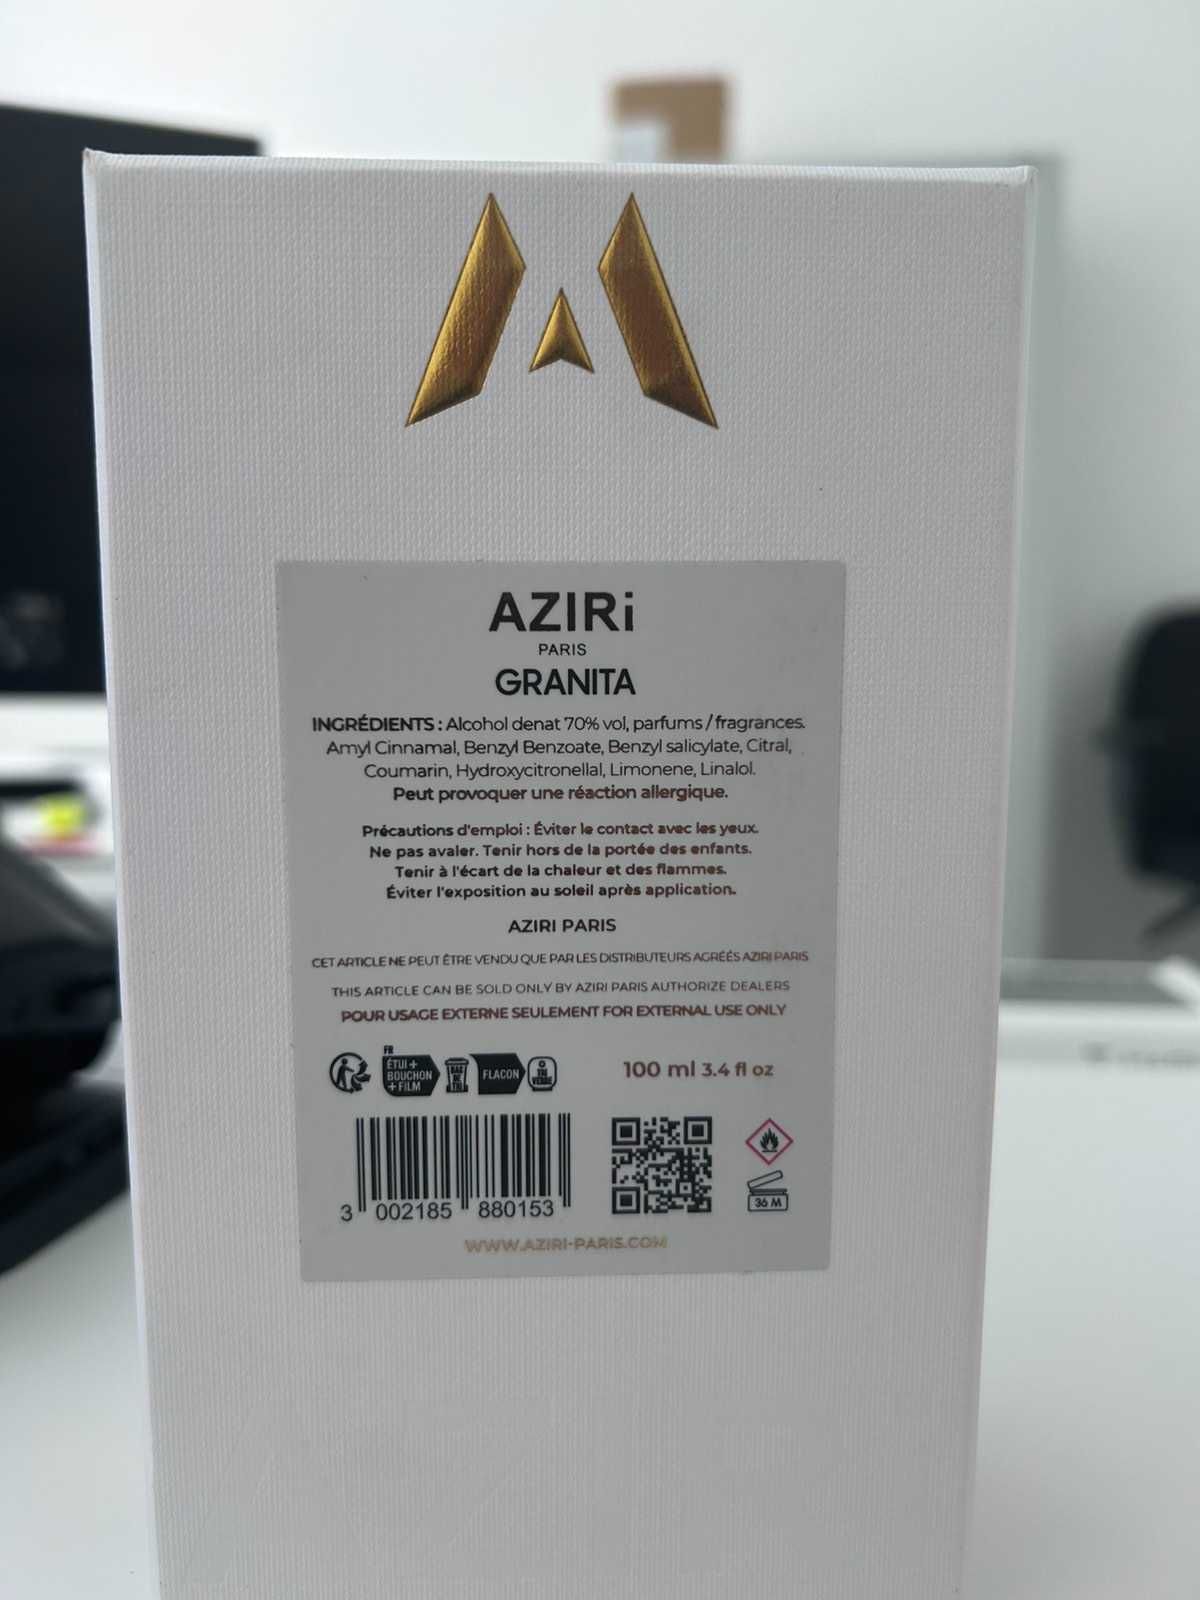 AZIRi
PARIS
GRANITA
INGRÉDIENTS : Alcohol denat 70% vol, parfums / fragrances.
Amyl Cinnamal, Benzyl Benzoate, Benzyl salicylate, Citral,
Coumarin, Hydroxycitronellal, Limonene, Linalol.
Peut provoquer une réaction allergique.
Précautions d'emploi : Éviter le contact avec les yeux.
Ne pas avaler. Tenir hors de la portée des enfants.
Tenir à l'écart de la chaleur et des flammes.
Éviter l'exposition au soleil après application.
AZIRI PARIS
CET ARTICLE NE PEUT ÊTRE VENDU QUE PAR LES DISTRIBUTEURS AGRÉÉS AZIRI PARIS
THIS ARTICLE CAN BE SOLD ONLY BY AZIRI PARIS AUTHORIZE DEALERS
POUR USAGE EXTERNE SEULEMENT FOR EXTERNAL USE ONLY
FR
ÉTUI +
BOUCHON
+ FILM
BAC
DE
TRI
FLACON
TRI
VERRE
100 ml 3.4 fl oz
3 002185 880153
36 M
WWW.AZIRI-PARIS.COM